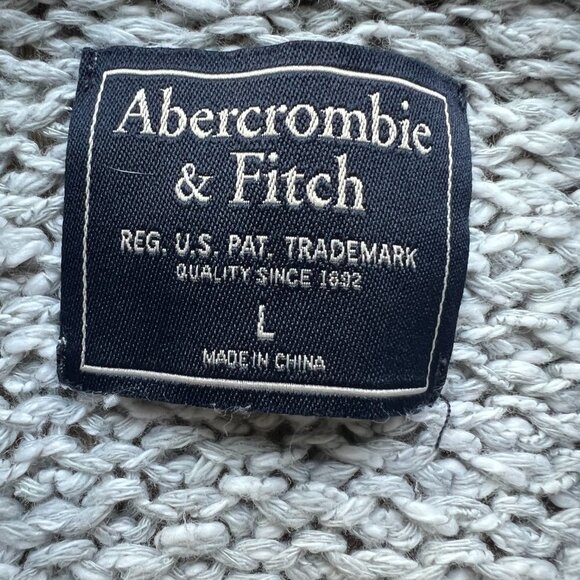 Abercrombie
& Fitch
REG. U.S. PAT. TRADEMARK
QUALITY SINCE 1892
L
MADE IN CHINA